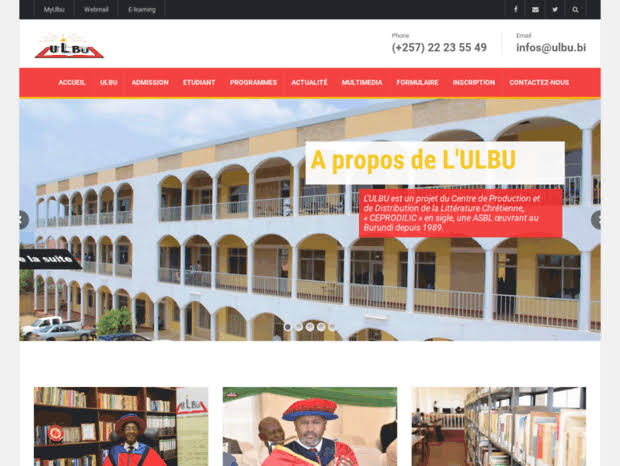 MyUlbu Webmail E-learning
ULBU
Phone
(+257) 22 23 55 49
Email
infos@ulbu.bi
ACCUEIL ULBU ADMISSION ETUDIANT PROGRAMMES ACTUALITÉ MULTIMEDIA FORMULAIRE INSCRIPTION CONTACTEZ-NOUS
A propos de L'ULBU
L'ULBU est un projet du Centre de Production et
de Distribution de la Littérature Chrétienne,
« CEPRODILIC » en sigle, une ASBL œuvrant au
Burundi depuis 1989.
e la suite
ULBU